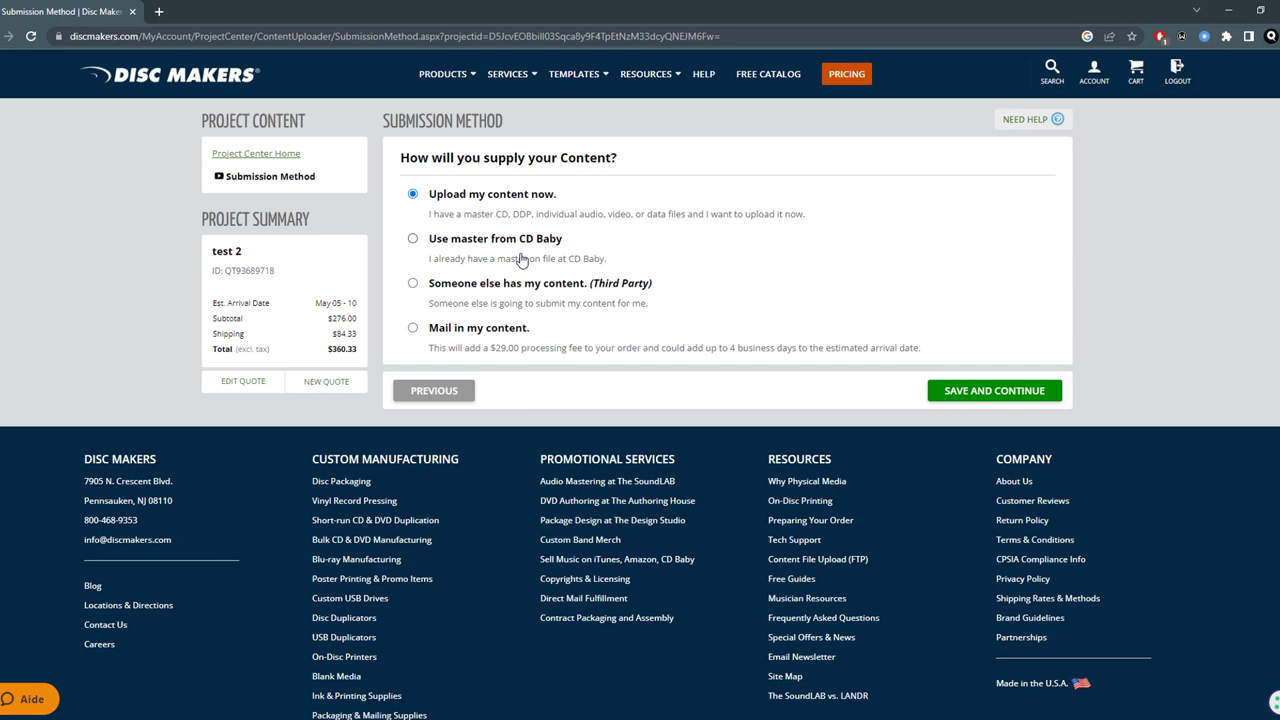 Submission Method | Disc Make
discmakers.com/MyAccount/ProjectCenter/ContentUploader/SubmissionMethod.aspx?projectid=D5JcvEOBbill03Sqca8y9F4TpEtNzM33dcyQNEJM6Fw=
DISC MAKERS
PRODUCTS SERVICES TEMPLATES RESOURCES HELP FREE CATALOG PRICING
SEARCH ACCOUNT CART LOGOUT
PROJECT CONTENT
Project Center Home
Submission Method
PROJECT SUMMARY
test 2
ID: QT93689718
Est. Arrival Date May 05 - 10
Subtotal $276.00
Shipping $84.33
Total (excl. tax) $360.33
EDIT QUOTE NEW QUOTE
SUBMISSION METHOD
NEED HELP ?
How will you supply your Content?
Upload my content now.
I have a master CD, DDP, individual audio, video, or data files and I want to upload it now.
Use master from CD Baby
I already have a master on file at CD Baby.
Someone else has my content. (Third Party)
Someone else is going to submit my content for me.
Mail in my content.
This will add a $29.00 processing fee to your order and could add up to 4 business days to the estimated arrival date.
PREVIOUS SAVE AND CONTINUE
DISC MAKERS
7905 N. Crescent Blvd.
Pennsauken, NJ 08110
800-468-9353
info@discmakers.com
Blog
Locations & Directions
Contact Us
Careers
CUSTOM MANUFACTURING
Disc Packaging
Vinyl Record Pressing
Short-run CD & DVD Duplication
Bulk CD & DVD Manufacturing
Blu-ray Manufacturing
Poster Printing & Promo Items
Custom USB Drives
Disc Duplicators
USB Duplicators
On-Disc Printers
Blank Media
Ink & Printing Supplies
Packaging & Mailing Supplies
PROMOTIONAL SERVICES
Audio Mastering at The SoundLAB
DVD Authoring at The Authoring House
Package Design at The Design Studio
Custom Band Merch
Sell Music on iTunes, Amazon, CD Baby
Copyrights & Licensing
Direct Mail Fulfillment
Contract Packaging and Assembly
RESOURCES
Why Physical Media
On-Disc Printing
Preparing Your Order
Tech Support
Content File Upload (FTP)
Free Guides
Musician Resources
Frequently Asked Questions
Special Offers & News
Email Newsletter
Site Map
The SoundLAB vs. LANDR
COMPANY
About Us
Customer Reviews
Return Policy
Terms & Conditions
CPSIA Compliance Info
Privacy Policy
Shipping Rates & Methods
Brand Guidelines
Partnerships
Made in the U.S.A.
Aide